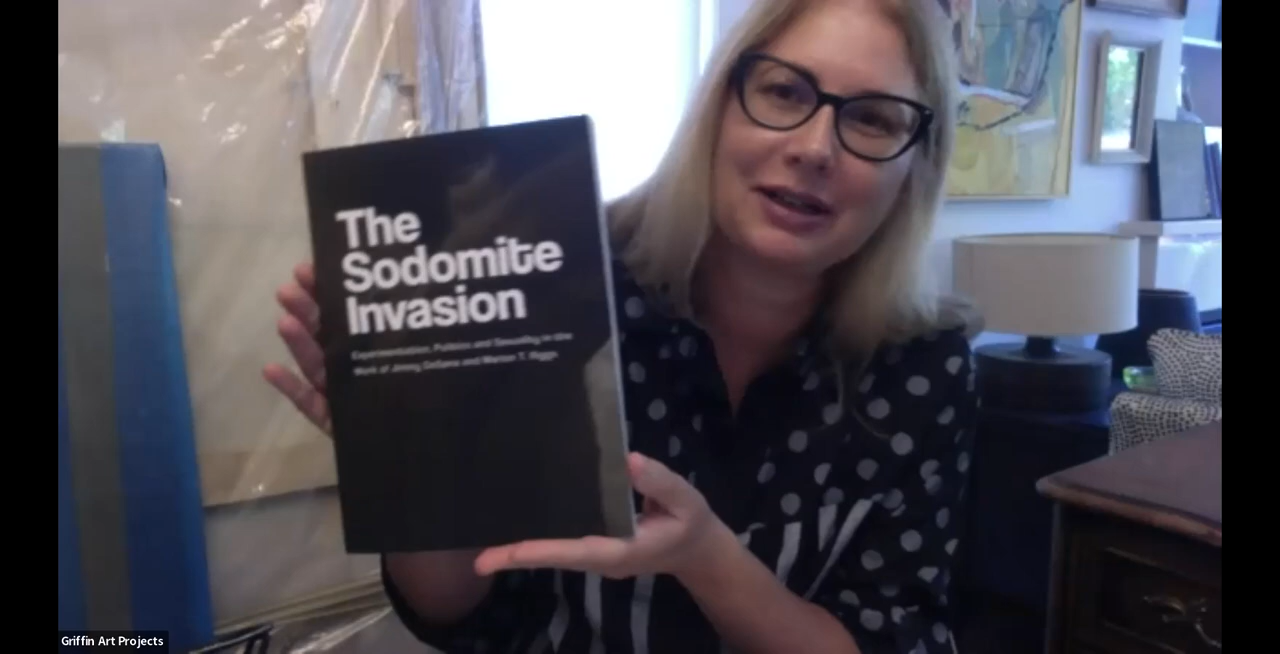 The
Sodomite
Invasion
Experimentation, Politics and Sexuality in the
Work of Jimmy DeSana and Marlon T. Riggs
Griffin Art Projects